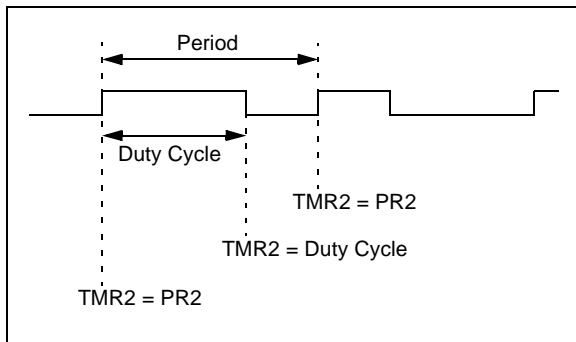 Period
Duty Cycle
TMR2 = PR2
TMR2 = Duty Cycle
TMR2 = PR2